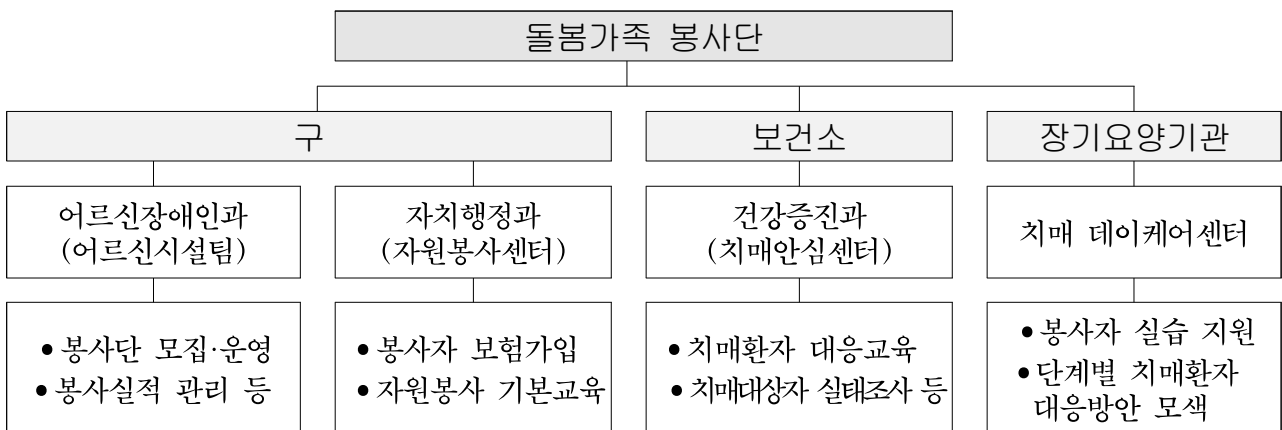 돌봄가족 봉사단
구
보건소
장기요양기관
어르신장애인과
(어르신시설팀)
자치행정과
(자원봉사센터)
건강증진과
(치매안심센터)
치매 데이케어센터
• 봉사단 모집·운영
• 봉사실적 관리 등
• 봉사자 보험가입
• 자원봉사 기본교육
• 치매환자 대응교육
• 치매대상자 실태조사 등
• 봉사자 실습 지원
• 단계별 치매환자
대응방안 모색